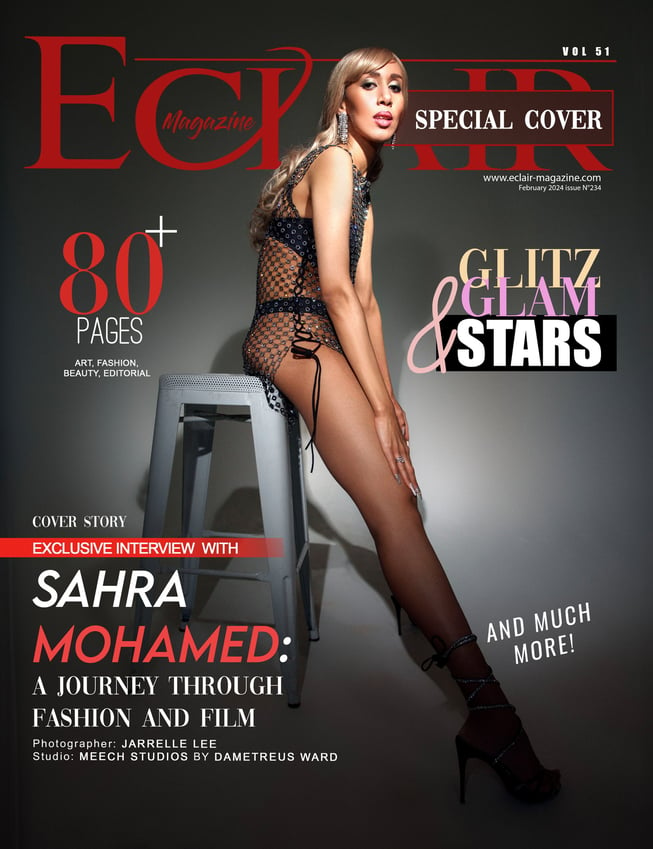 VOL 51
ECLAIR
Magazine
SPECIAL COVER
www.eclair-magazine.com
February 2024 issue N°234
80+
PAGES
ART, FASHION,
BEAUTY, EDITORIAL
GLITZ
& GLAM
STARS
COVER STORY
EXCLUSIVE INTERVIEW WITH
SAHRA
MOHAMED:
A JOURNEY THROUGH
FASHION AND FILM
Photographer: JARRELLE LEE
Studio: MEECH STUDIOS BY DAMETREUS WARD
AND MUCH
MORE!